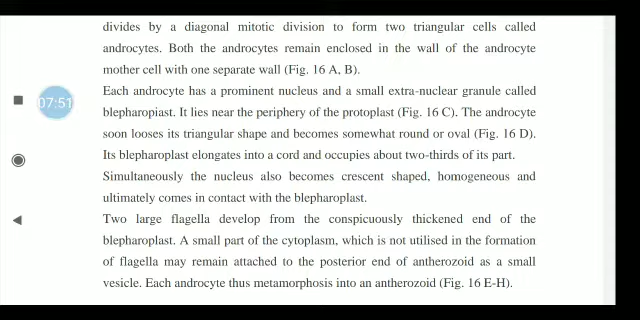 divides by a diagonal mitotic division to form two triangular cells called
androcytes. Both the androcytes remain enclosed in the wall of the androcyte
mother cell with one separate wall (Fig. 16 A, B).
Each androcyte has a prominent nucleus and a small extra-nuclear granule called
blepharopiast. It lies near the periphery of the protoplast (Fig. 16 C). The androcyte
soon looses its triangular shape and becomes somewhat round or oval (Fig. 16 D).
Its blepharoplast elongates into a cord and occupies about two-thirds of its part.
Simultaneously the nucleus also becomes crescent shaped, homogeneous and
ultimately comes in contact with the blepharoplast.
Two large flagella develop from the conspicuously thickened end of the
blepharoplast. A small part of the cytoplasm, which is not utilised in the formation
of flagella may remain attached to the posterior end of antherozoid as a small
vesicle. Each androcyte thus metamorphosis into an antherozoid (Fig. 16 E-H).
07:51